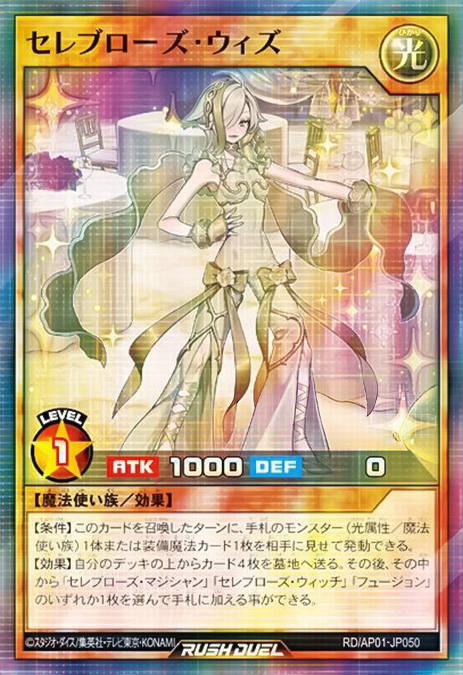 セレブローズ・ウィズ
ひかり
光
LEVEL
1
ATK 1000 DEF 0
【魔法使い族／効果】
【条件】このカードを召喚したターンに、手札のモンスター（光属性／魔法
使い族）1体または装備魔法カード1枚を相手に見せて発動できる。
【効果】自分のデッキの上からカード4枚を墓地へ送る。その後、その中
から「セレブローズ・マジシャン」「セレブローズ・ウィッチ」「フュージョン」
のいずれか1枚を選んで手札に加える事ができる。
©スタジオ・ダイス/集英社・テレビ東京・KONAMI
RUSH DUEL
RD/AP01-JP050